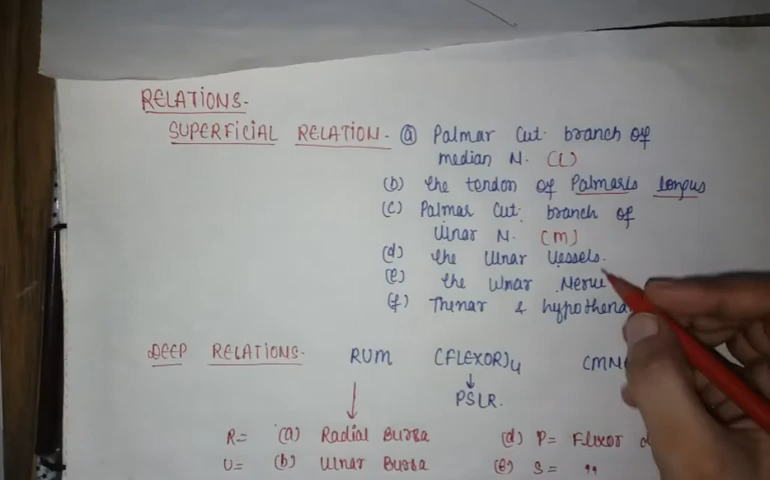 RELATIONS-
SUPERFICIAL RELATION- (a) Palmar Cut. branch of
median N. (L)
(b) the tendon of Palmaris longus
(c) Palmar Cut. branch of
Ulnar N. (M)
(d) the Ulnar Vessels.
(e) the Ulnar Nerve
(f) Thenar & hypothena
DEEP RELATIONS- RUM (FLEXOR)4 (MN
PSLR.
R= (a) Radial Bursa (d) P= Flexor d
U= (b) Ulnar Bursa (e) S= ,,